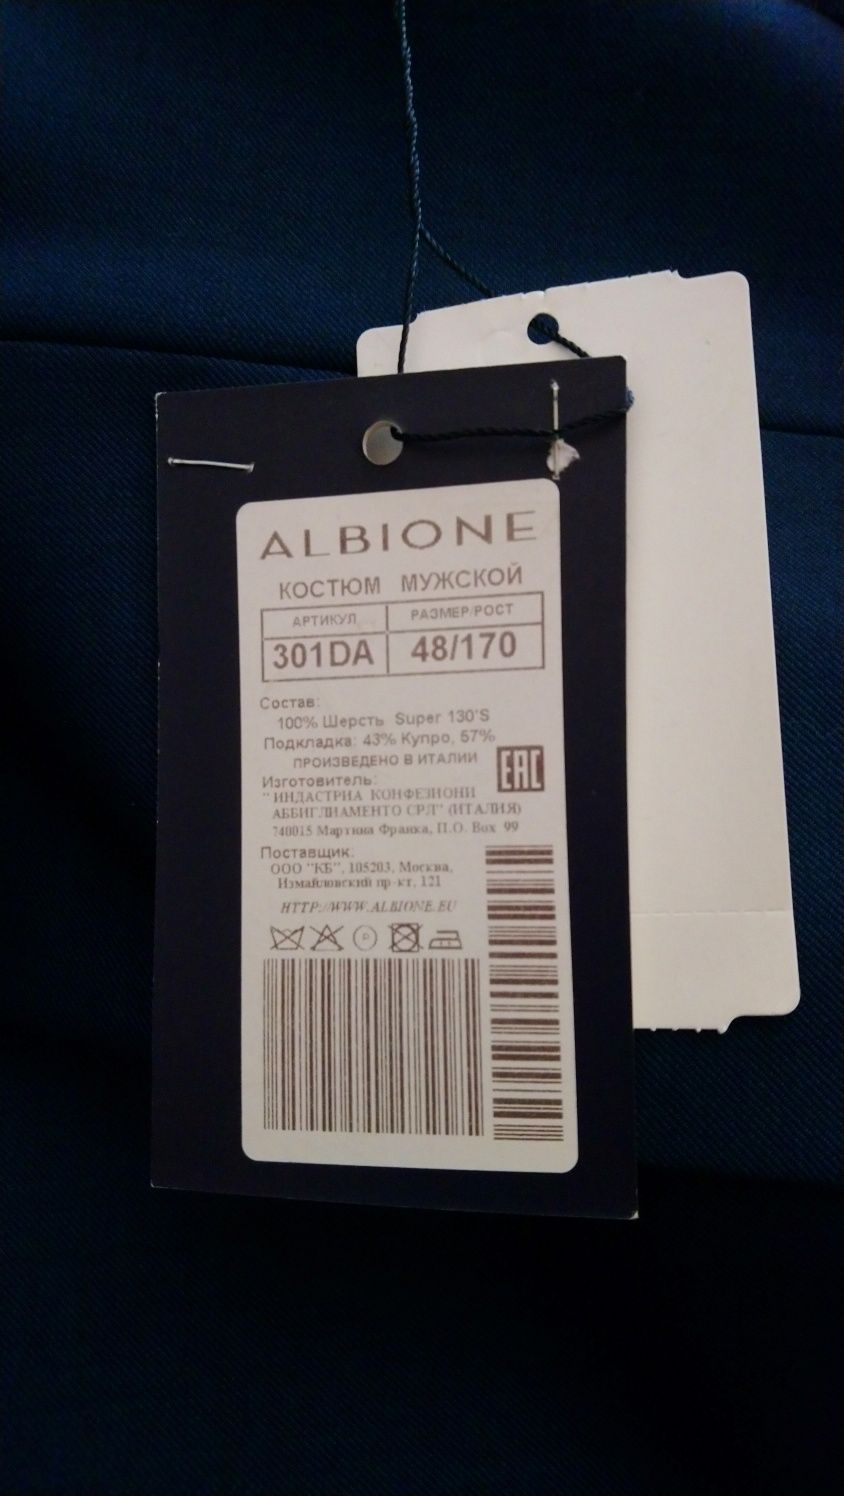 ALBIONE
КОСТЮМ МУЖСКОЙ
АРТИКУЛ РАЗМЕР/РОСТ
301DA 48/170
Состав:
100% Шерсть Super 130'S
Подкладка: 43% Купро, 57%
ПРОИЗВЕДЕНО В ИТАЛИИ
EAC
Изготовитель:
"ИНДАСТРИА КОНФЕЗИОНИ
АББИГЛИАМЕНТО СРЛ" (ИТАЛИЯ)
740015 Мартина Франка, П.О. Box 99
Поставщик:
ООО "КБ", 105203, Москва,
Измайловский пр-кт, 121
HTTP://WWW.ALBIONE.EU
P